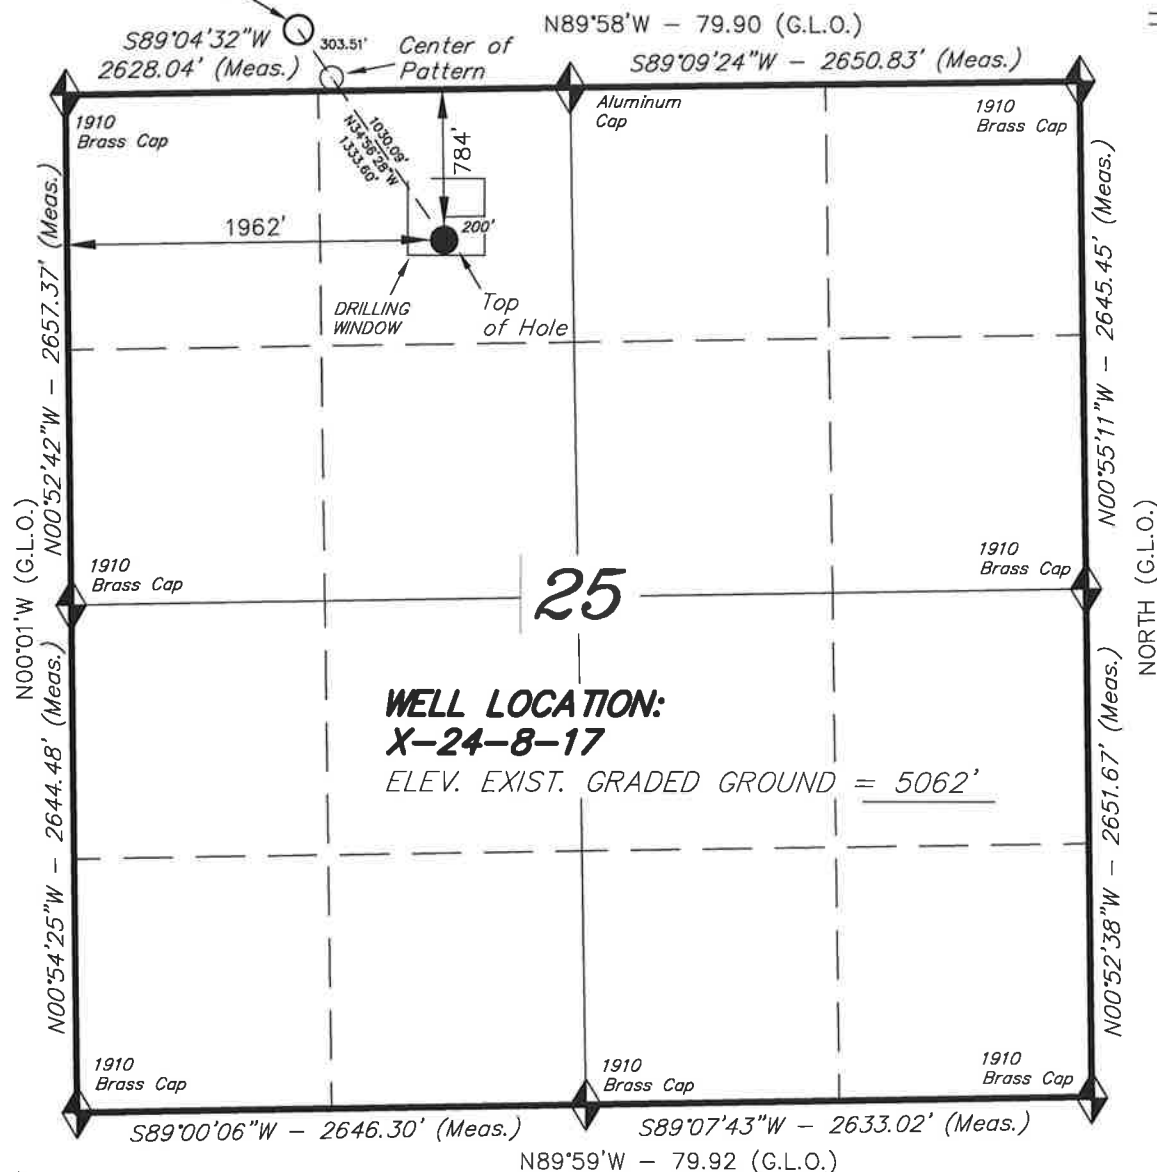 N89°58'W - 79.90 (G.L.O.)
S89°04'32"W
2628.04' (Meas.)
303.51'
Center of
Pattern
S89°09'24"W - 2650.83' (Meas.)
1910
Brass Cap
Aluminum
Cap
1910
Brass Cap
1030.09'
N34°56'28"W
1333.60'
784'
200'
1962'
DRILLING
WINDOW
Top
of Hole
N00°52'42"W - 2657.37' (Meas.)
N00°55'11"W - 2645.45' (Meas.)
N00°01'W (G.L.O.)
NORTH (G.L.O.)
1910
Brass Cap
25
1910
Brass Cap
WELL LOCATION:
X-24-8-17
ELEV. EXIST. GRADED GROUND = 5062'
N00°54'25"W - 2644.48' (Meas.)
N00°52'38"W - 2651.67' (Meas.)
1910
Brass Cap
1910
Brass Cap
1910
Brass Cap
S89°00'06"W - 2646.30' (Meas.)
S89°07'43"W - 2633.02' (Meas.)
N89°59'W - 79.92 (G.L.O.)